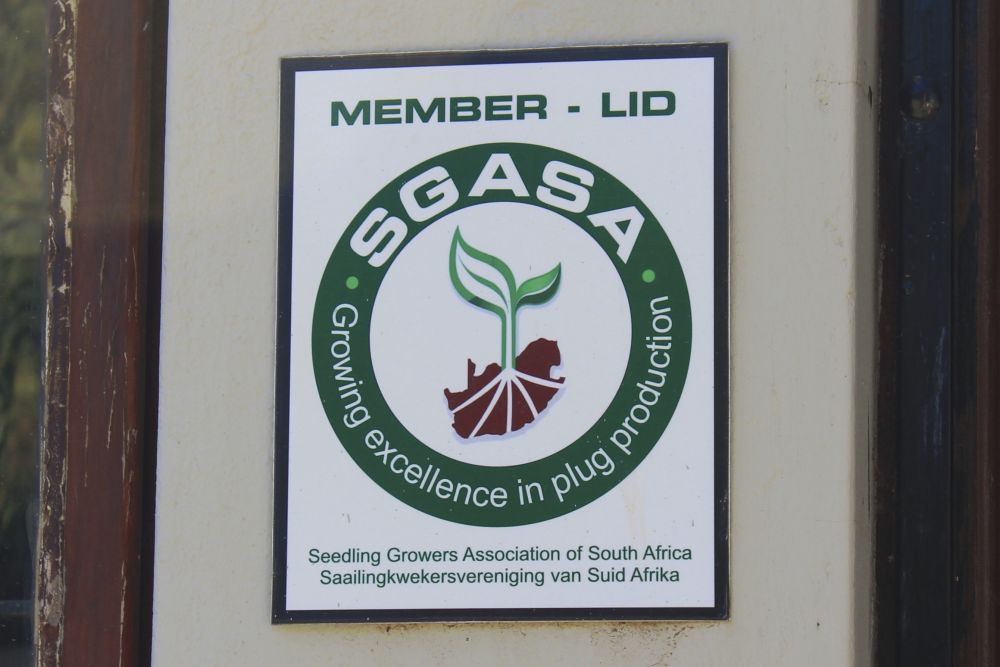 MEMBER - LID
SGASA
Growing excellence in plug production
Seedling Growers Association of South Africa
Saailingkwekersvereniging van Suid Afrika